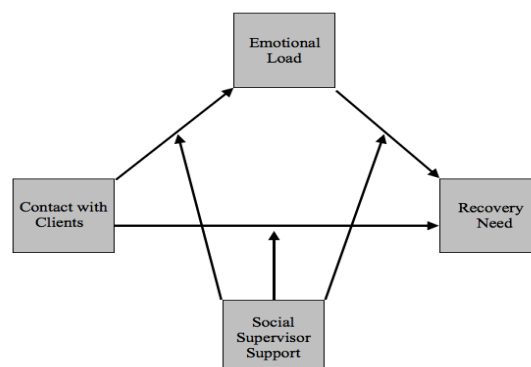 Emotional
Load
Contact with
Clients
Recovery
Need
Social
Supervisor
Support